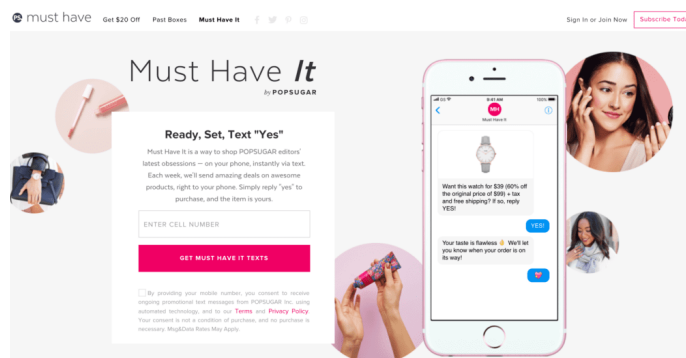 PS. must have Get $20 Off Past Boxes Must Have It Sign In or Join Now Subscribe Toda
Must Have It
by POPSUGAR
Ready, Set, Text "Yes"
Must Have It is a way to shop POPSUGAR editors'
latest obsessions — on your phone, instantly via text.
Each week, we'll send amazing deals on awesome
products, right to your phone. Simply reply "yes" to
purchase, and the item is yours.
ENTER CELL NUMBER
GET MUST HAVE IT TEXTS
By providing your mobile number, you consent to receive
ongoing promotional text messages from POPSUGAR Inc. using
automated technology, and to our Terms and Privacy Policy.
Your consent is not a condition of purchase, and no purchase is
necessary. Msg&Data Rates May Apply.
9:41 AM 100%
MH
Must Have It
Want this watch for $39 (60% off
the original price of $99) + tax
and free shipping? If so, reply
YES!
YES!
Your taste is flawless 👌 We'll let
you know when your order is on
its way!